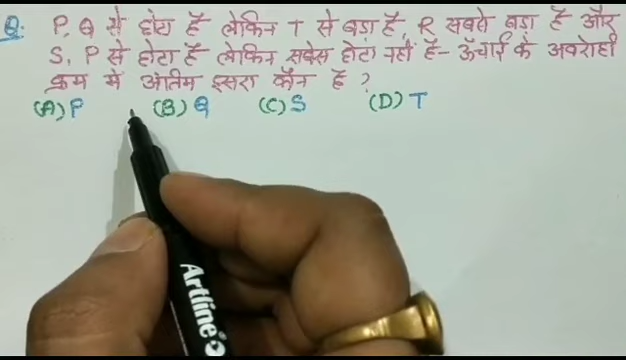 Q. P, Q से छोटा है लेकिन T से बड़ा है, R सबसे बड़ा है और
S, P से छोटा है लेकिन सबसे छोटा नहीं है- ऊँचाई के अवरोही
क्रम में अंतिम दूसरा कौन है ?
(A) P (B) Q (C) S (D) T
Artline